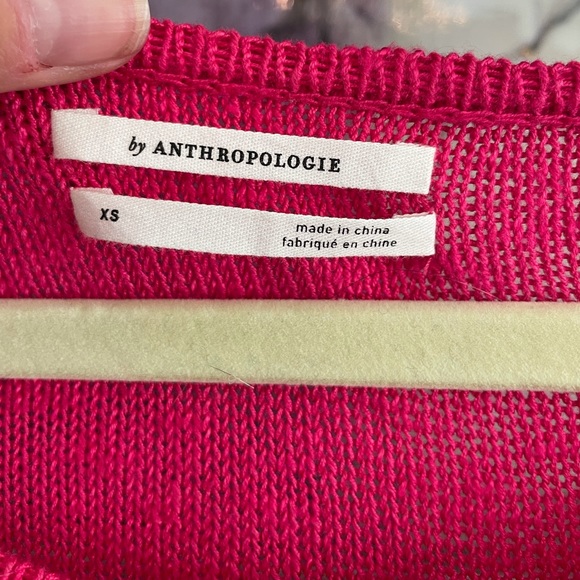 by ANTHROPOLOGIE
XS
made in china
fabriqué en chine